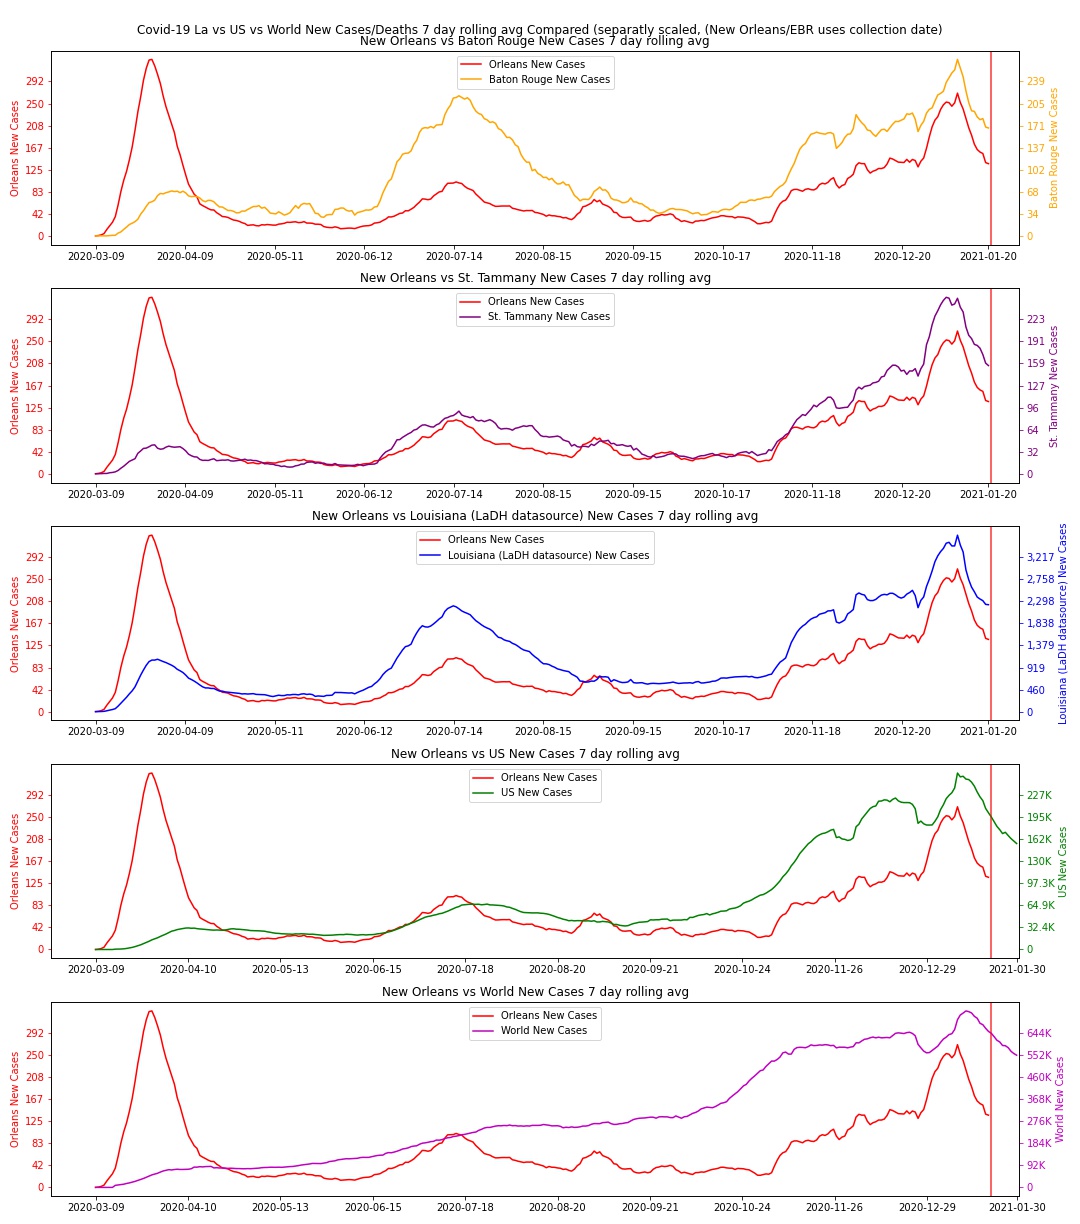 Covid-19 La vs US vs World New Cases/Deaths 7 day rolling avg Compared (separatly scaled, (New Orleans/EBR uses collection date)
New Orleans vs Baton Rouge New Cases 7 day rolling avg
Orleans New Cases
Baton Rouge New Cases
Orleans New Cases
292
250
208
167
125
83
42
0
239
205
171
137
102
68
34
0
Baton Rouge New Cases
2020-03-09 2020-04-09 2020-05-11 2020-06-12 2020-07-14 2020-08-15 2020-09-15 2020-10-17 2020-11-18 2020-12-20 2021-01-20
New Orleans vs St. Tammany New Cases 7 day rolling avg
Orleans New Cases
St. Tammany New Cases
Orleans New Cases
292
250
208
167
125
83
42
0
223
191
159
127
96
64
32
0
St. Tammany New Cases
2020-03-09 2020-04-09 2020-05-11 2020-06-12 2020-07-14 2020-08-15 2020-09-15 2020-10-17 2020-11-18 2020-12-20 2021-01-20
New Orleans vs Louisiana (LaDH datasource) New Cases 7 day rolling avg
Orleans New Cases
Louisiana (LaDH datasource) New Cases
Orleans New Cases
292
250
208
167
125
83
42
0
3,217
2,758
2,298
1,838
1,379
919
460
0
Louisiana (LaDH datasource) New Cases
2020-03-09 2020-04-09 2020-05-11 2020-06-12 2020-07-14 2020-08-15 2020-09-15 2020-10-17 2020-11-18 2020-12-20 2021-01-20
New Orleans vs US New Cases 7 day rolling avg
Orleans New Cases
US New Cases
Orleans New Cases
292
250
208
167
125
83
42
0
227K
195K
162K
130K
97.3K
64.9K
32.4K
0
US New Cases
2020-03-09 2020-04-10 2020-05-13 2020-06-15 2020-07-18 2020-08-20 2020-09-21 2020-10-24 2020-11-26 2020-12-29 2021-01-30
New Orleans vs World New Cases 7 day rolling avg
Orleans New Cases
World New Cases
Orleans New Cases
292
250
208
167
125
83
42
0
644K
552K
460K
368K
276K
184K
92K
0
World New Cases
2020-03-09 2020-04-10 2020-05-13 2020-06-15 2020-07-18 2020-08-20 2020-09-21 2020-10-24 2020-11-26 2020-12-29 2021-01-30